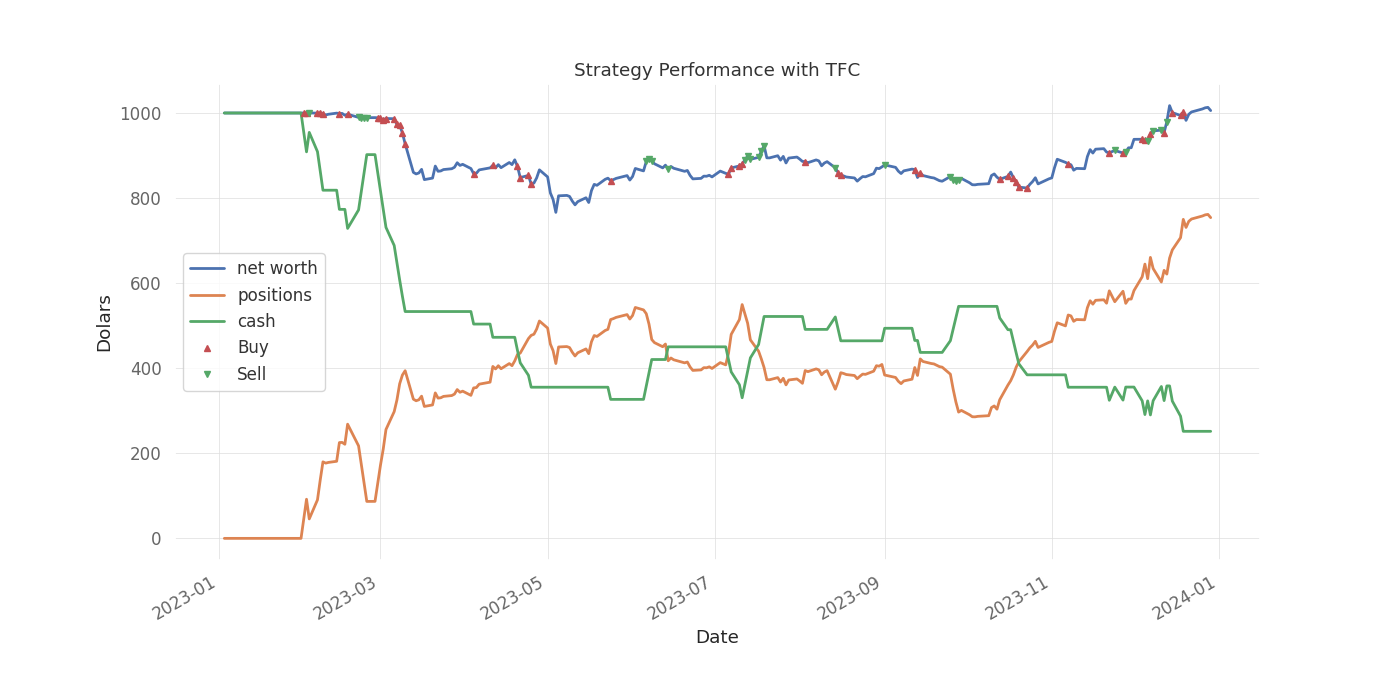 Strategy Performance with TFC
1000
800
600
400
200
0
Dolars
net worth
positions
cash
Buy
Sell
2023-01
2023-03
2023-05
2023-07
2023-09
2023-11
2024-01
Date